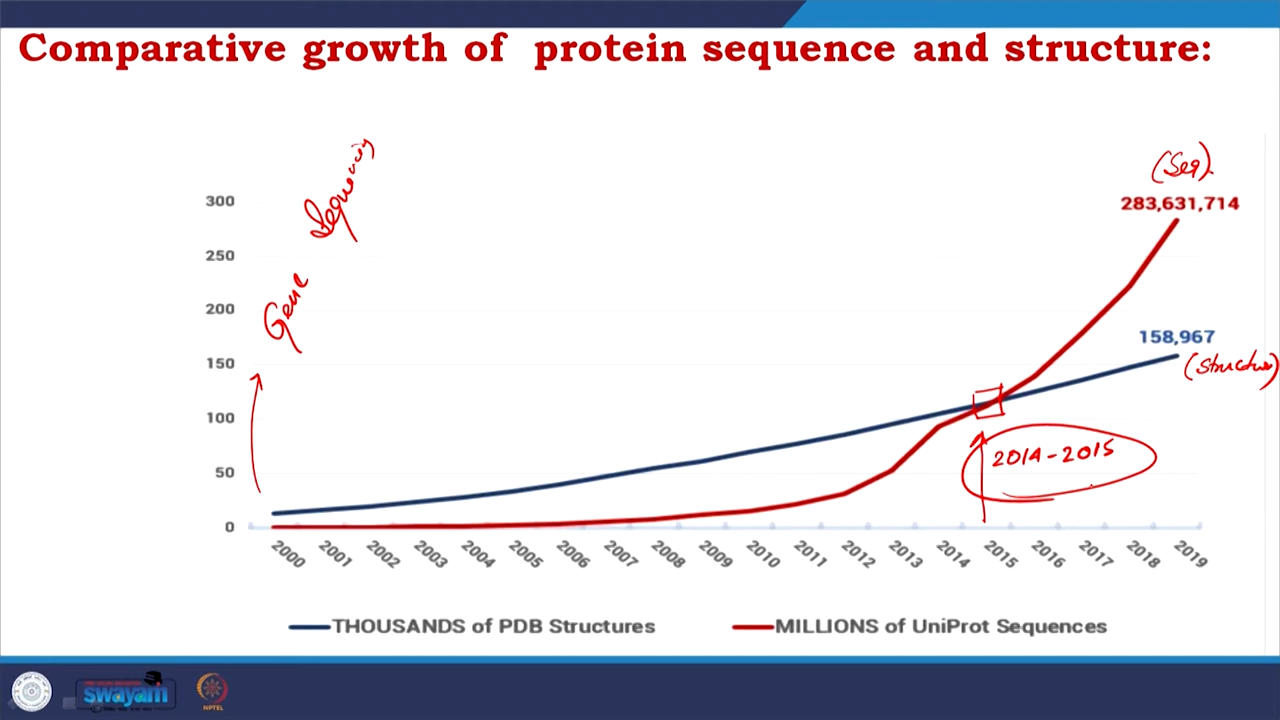 Comparative growth of protein sequence and structure:
Gene Sequencing
(Seq).
300
283,631,714
250
200
158,967
150
(Structure)
100
2014-2015
50
0
2000 2001 2002 2003 2004 2005 2006 2007 2008 2009 2010 2011 2012 2013 2014 2015 2016 2017 2018 2019
THOUSANDS of PDB Structures MILLIONS of UniProt Sequences
swayam NPTEL